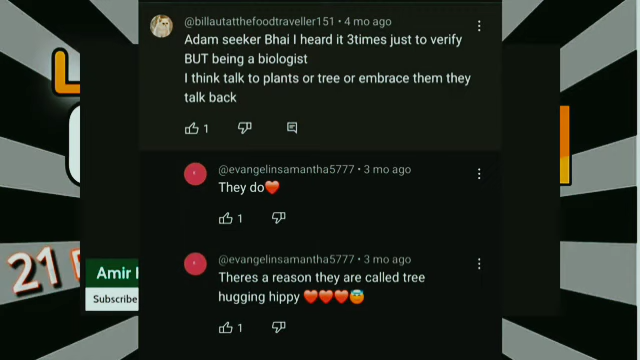 @billautatthefoodtraveller151 • 4 mo ago
Adam seeker Bhai I heard it 3times just to verify
BUT being a biologist
I think talk to plants or tree or embrace them they
talk back
1
@evangelinsamantha5777 • 3 mo ago
They do❤️
1
@evangelinsamantha5777 • 3 mo ago
Theres a reason they are called tree
hugging hippy ❤️❤️❤️😇
1
21
Amir
Subscribe